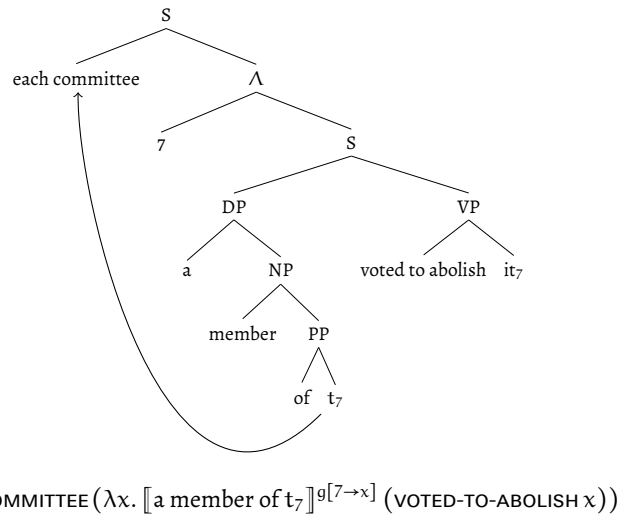 S
each committee Λ
7 S
DP VP
a NP voted to abolish it₇
member PP
of t₇
OMMITTEE(λx. ⟦a member of t₇⟧^{g[7→x]} (VOTED-TO-ABOLISH x))